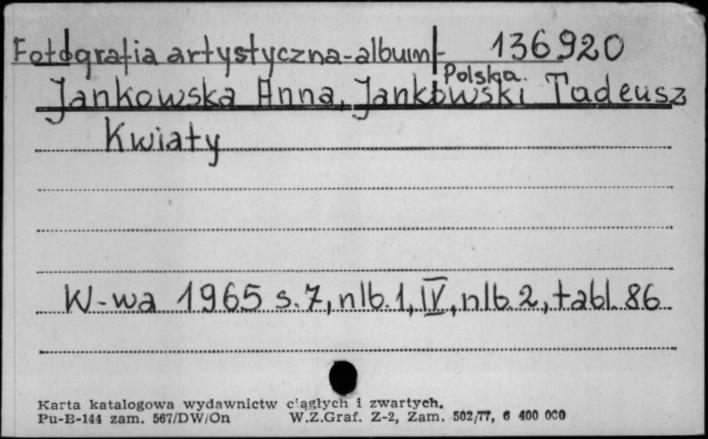 Fotografia artystyczna-albumy- 136920
Polska.
Jankowska Anna, Jankowski Tadeusz
Kwiaty
W-wa 1965 s.7, nlb.1, IV, nlb.2, tabl. 86
Karta katalogowa wydawnictw ciągłych i zwartych.
Pu-B-144 zam. 567/DW/On W.Z.Graf. Z-2, Zam. 502/77, 6 400 000